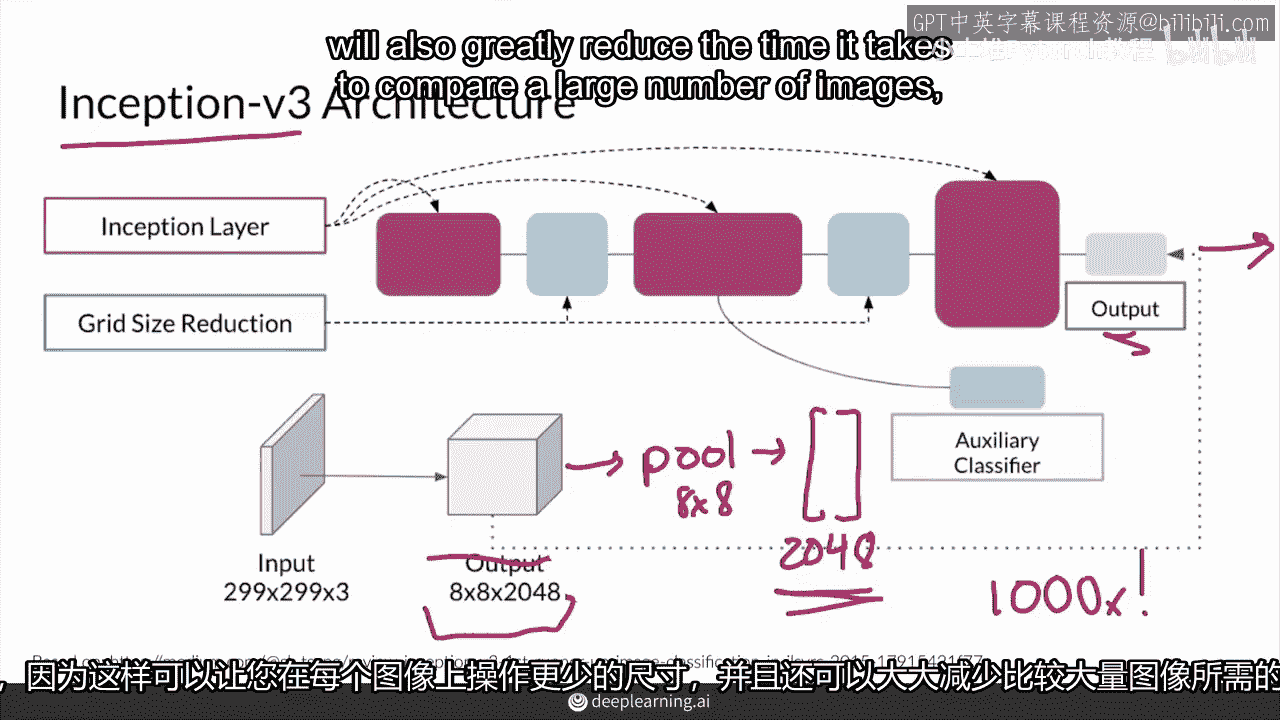 GPT中英字幕课程资源@bilibili.com
will also greatly reduce the time it takes
to compare a large number of images,
Inception-v3 Architecture
Inception Layer
Grid Size Reduction
Output
Auxiliary
Classifier
pool
8x8
2048
1000x!
Input
299x299x3
Output
8x8x2048
，因为这样可以让您在每个图像上操作更少的尺寸，并且还可以大大减少比较大量图像所需的
deeplearning.ai